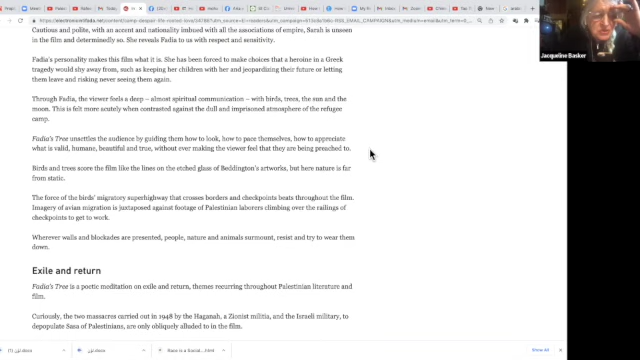 electronicintifada.net/content/camp-despair-life-rooted-love/34786?utm_source=EI+readers&utm_campaign=
Cautious and polite, with an accent and nationality imbued with all the associations of empire, Sarah is unseen
in the film and determinedly so. She reveals Fadia to us with respect and sensitivity.
Fadia's personality makes this film what it is. She has been forced to make choices that a heroine in a Greek
tragedy would shy away from, such as keeping her children with her and jeopardizing their future or letting
them leave and risking never seeing them again.
Through Fadia, the viewer feels a deep – almost spiritual communication – with birds, trees, the sun and the
moon. This is felt more acutely when contrasted against the dull and imprisoned atmosphere of the refugee
camp.
Fadia's Tree unsettles the audience by guiding them how to look, how to pace themselves, how to appreciate
what is valid, humane, beautiful and true, without ever making the viewer feel that they are being preached to.
Birds and trees score the film like the lines on the etched glass of Beddington's artworks, but here nature is far
from static.
The force of the birds' migratory superhighway that crosses borders and checkpoints beats throughout the film.
Imagery of avian migration is juxtaposed against footage of Palestinian laborers climbing over the railings of
checkpoints to get to work.
Wherever walls and blockades are presented, people, nature and animals surmount, resist and try to wear them
down.
Exile and return
Fadia's Tree is a poetic meditation on exile and return, themes recurring throughout Palestinian literature and
film.
Curiously, the two massacres carried out in 1948 by the Haganah, a Zionist militia, and the Israeli military, to
depopulate Sasa of Palestinians, are only obliquely alluded to in the film.
Show All
Jacqueline Basker